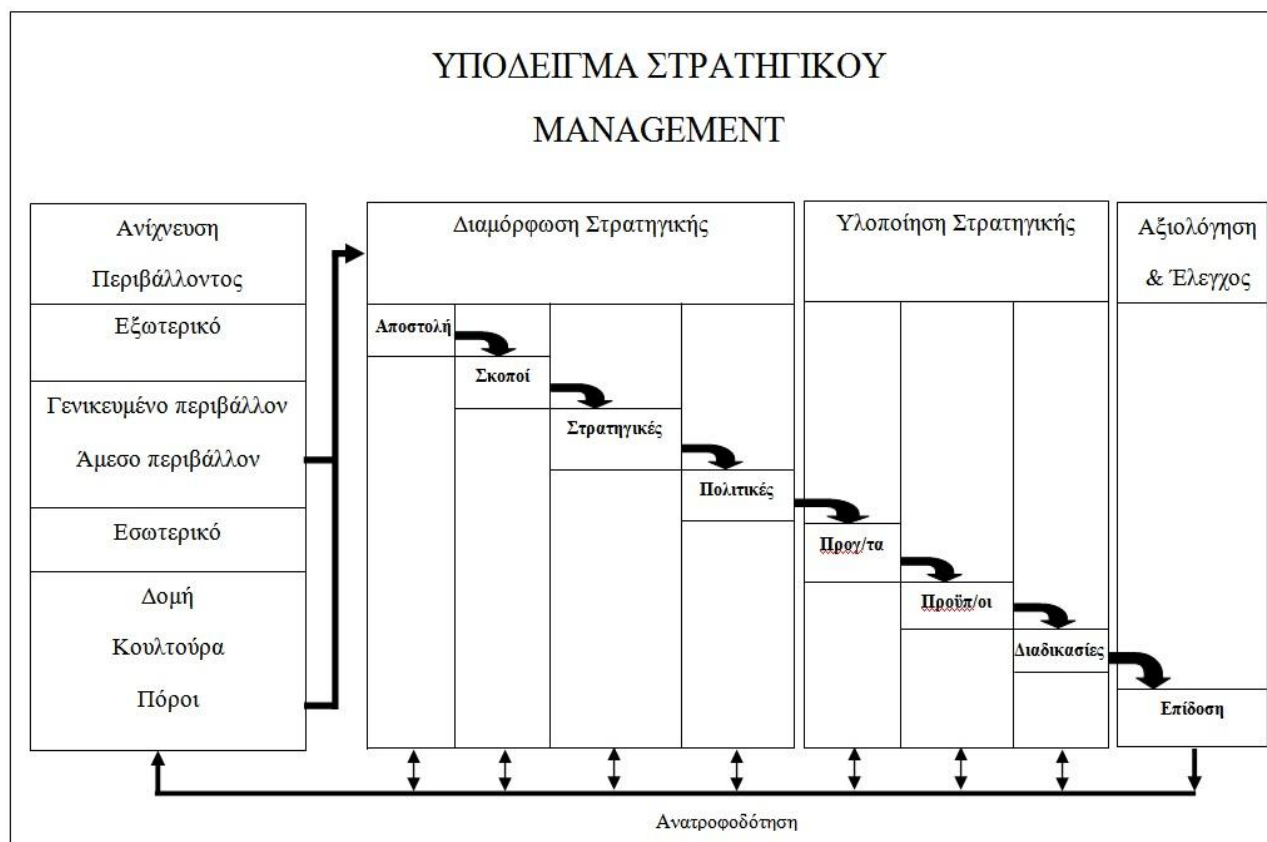 ΥΠΟΔΕΙΓΜΑ ΣΤΡΑΤΗΓΙΚΟΥ
MANAGEMENT
Ανίχνευση
Περιβάλλοντος
Εξωτερικό
Γενικευμένο περιβάλλον
Άμεσο περιβάλλον
Εσωτερικό
Δομή
Κουλτούρα
Πόροι
Διαμόρφωση Στρατηγικής
Αποστολή
Σκοποί
Στρατηγικές
Πολιτικές
Υλοποίηση Στρατηγικής
Προγ/τα
Προϋπ/οι
Διαδικασίες
Αξιολόγηση
& Έλεγχος
Επίδοση
Ανατροφοδότηση